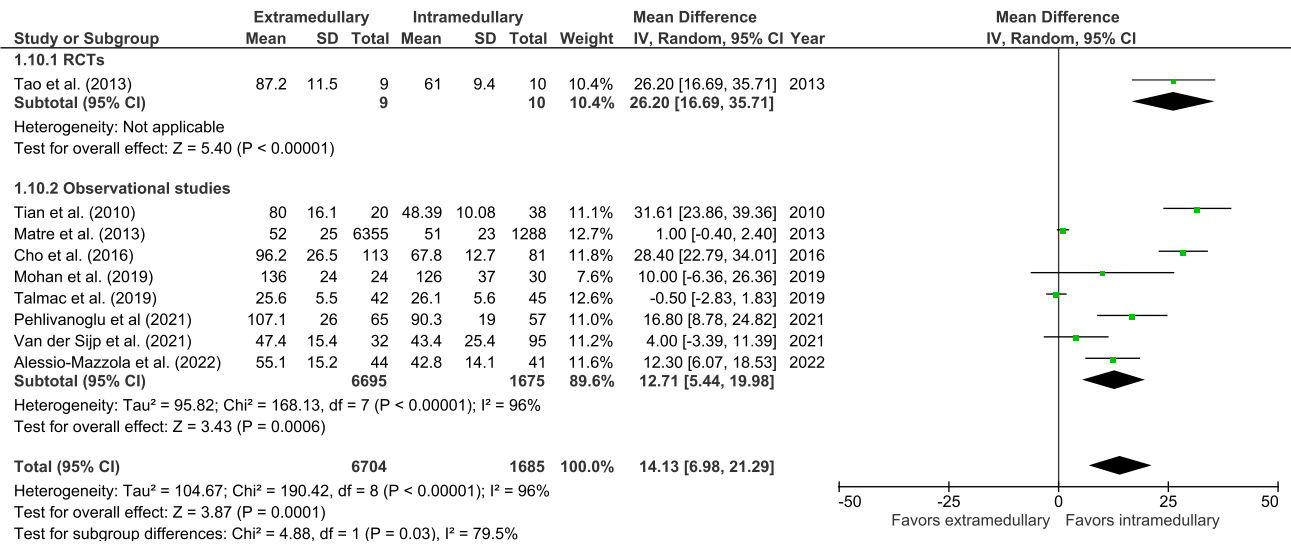 Extramedullary Intramedullary Mean Difference Mean Difference
Study or Subgroup Mean SD Total Mean SD Total Weight IV, Random, 95% CI Year IV, Random, 95% CI
1.10.1 RCTs
Tao et al. (2013) 87.2 11.5 9 61 9.4 10 10.4% 26.20 [16.69, 35.71] 2013
Subtotal (95% CI) 9 10 10.4% 26.20 [16.69, 35.71]
Heterogeneity: Not applicable
Test for overall effect: Z = 5.40 (P < 0.00001)
1.10.2 Observational studies
Tian et al. (2010) 80 16.1 20 48.39 10.08 38 11.1% 31.61 [23.86, 39.36] 2010
Matre et al. (2013) 52 25 6355 51 23 1288 12.7% 1.00 [-0.40, 2.40] 2013
Cho et al. (2016) 96.2 26.5 113 67.8 12.7 81 11.8% 28.40 [22.79, 34.01] 2016
Mohan et al. (2019) 136 24 24 126 37 30 7.6% 10.00 [-6.36, 26.36] 2019
Talmac et al. (2019) 25.6 5.5 42 26.1 5.6 45 12.6% -0.50 [-2.83, 1.83] 2019
Pehlivanoglu et al (2021) 107.1 26 65 90.3 19 57 11.0% 16.80 [8.78, 24.82] 2021
Van der Sijp et al. (2021) 47.4 15.4 32 43.4 25.4 95 11.2% 4.00 [-3.39, 11.39] 2021
Alessio-Mazzola et al. (2022) 55.1 15.2 44 42.8 14.1 41 11.6% 12.30 [6.07, 18.53] 2022
Subtotal (95% CI) 6695 1675 89.6% 12.71 [5.44, 19.98]
Heterogeneity: Tau² = 95.82; Chi² = 168.13, df = 7 (P < 0.00001); I² = 96%
Test for overall effect: Z = 3.43 (P = 0.0006)
Total (95% CI) 6704 1685 100.0% 14.13 [6.98, 21.29]
Heterogeneity: Tau² = 104.67; Chi² = 190.42, df = 8 (P < 0.00001); I² = 96%
Test for overall effect: Z = 3.87 (P = 0.0001)
Test for subgroup differences: Chi² = 4.88, df = 1 (P = 0.03), I² = 79.5%
-50 -25 0 25 50
Favors extramedullary Favors intramedullary